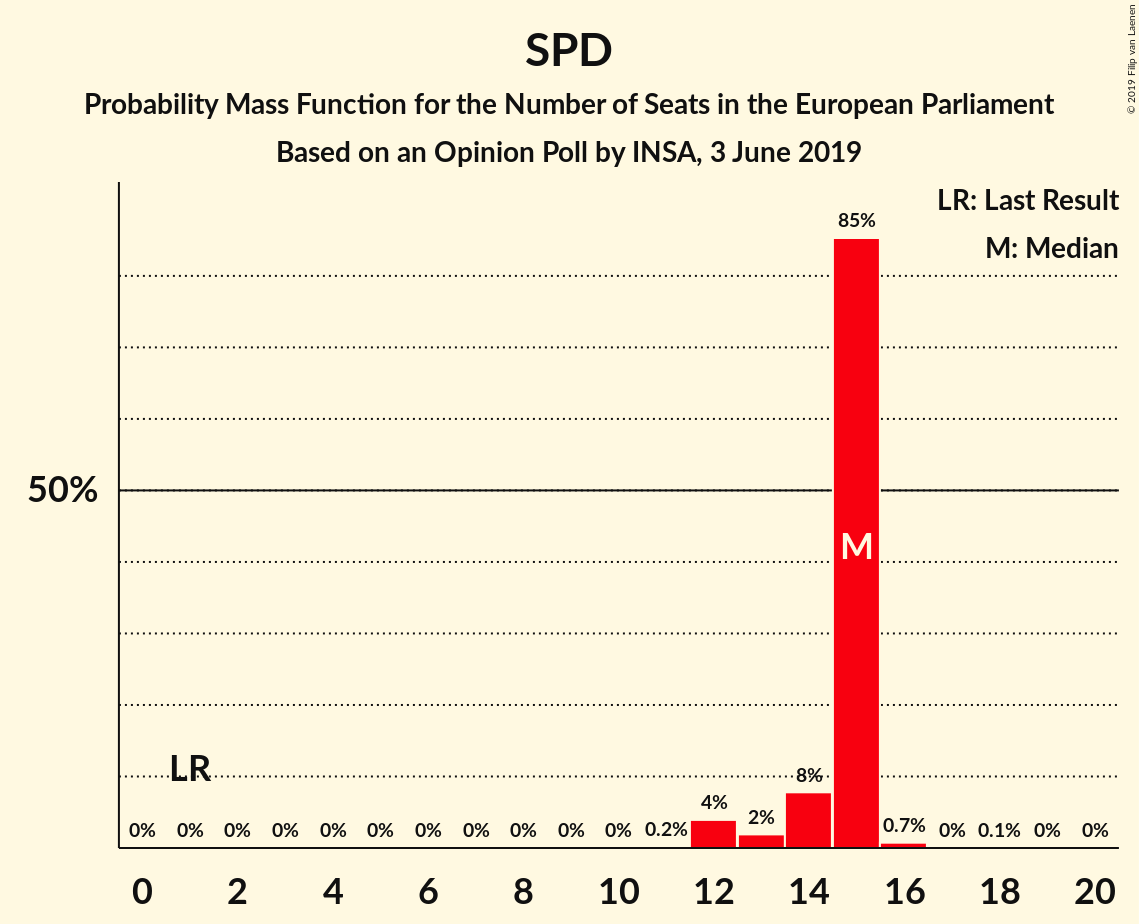 SPD
Probability Mass Function for the Number of Seats in the European Parliament
Based on an Opinion Poll by INSA, 3 June 2019
© 2019 Filip van Laenen
LR: Last Result
M: Median
85%
50%
M
LR
8%
4%
2%
0% 0% 0% 0% 0% 0% 0% 0% 0% 0% 0% 0.2% 0.7% 0% 0.1% 0% 0%
0 2 4 6 8 10 12 14 16 18 20